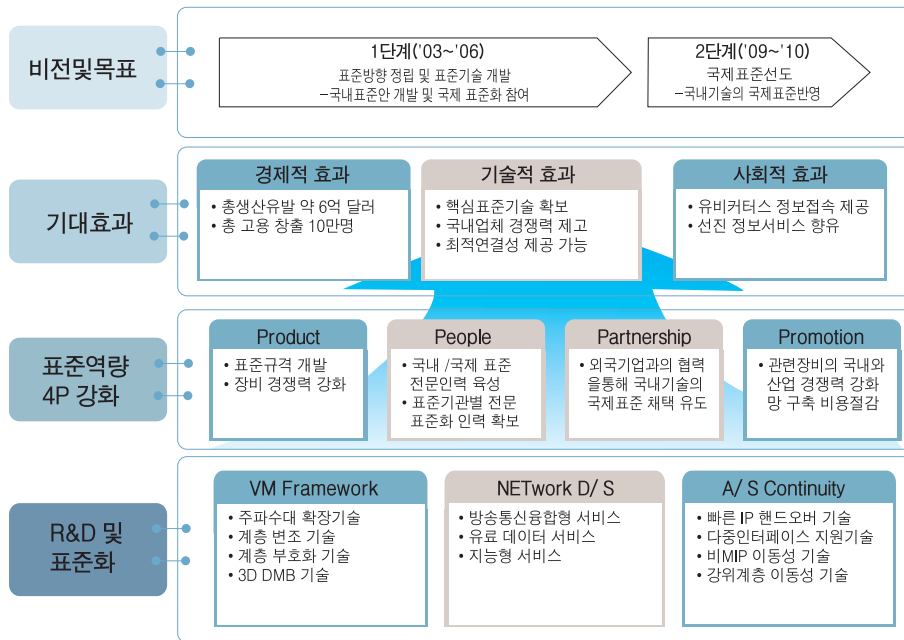 비전및목표
1단계('03~'06)
표준방향 정립 및 표준기술 개발
–국내표준안 개발 및 국제 표준화 참여
2단계('09~'10)
국제표준선도
–국내기술의 국제표준반영
기대효과
경제적 효과
• 총생산유발 약 6억 달러
• 총 고용 창출 10만명
기술적 효과
• 핵심표준기술 확보
• 국내업체 경쟁력 제고
• 최적연결성 제공 가능
사회적 효과
• 유비커터스 정보접속 제공
• 선진 정보서비스 향유
표준역량
4P 강화
Product
• 표준규격 개발
• 장비 경쟁력 강화
People
• 국내 /국제 표준
전문인력 육성
• 표준기관별 전문
표준화 인력 확보
Partnership
• 외국기업과의 협력
을통해 국내기술의
국제표준 채택 유도
Promotion
• 관련장비의 국내와
산업 경쟁력 강화
망 구축 비용절감
R&D 및
표준화
VM Framework
• 주파수대 확장기술
• 계층 변조 기술
• 계층 부호화 기술
• 3D DMB 기술
NETwork D/ S
• 방송통신융합형 서비스
• 유료 데이터 서비스
• 지능형 서비스
A/ S Continuity
• 빠른 IP 핸드오버 기술
• 다중인터페이스 지원기술
• 비MIP 이동성 기술
• 강위계층 이동성 기술